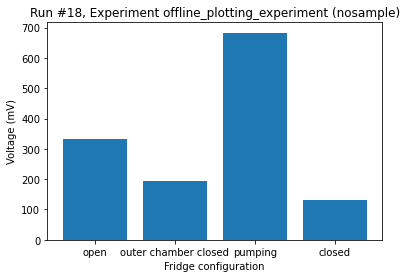 Run #18, Experiment offline_plotting_experiment (nosample)
Voltage (mV)
700
600
500
400
300
200
100
0
open
outer chamber closed
pumping
closed
Fridge configuration